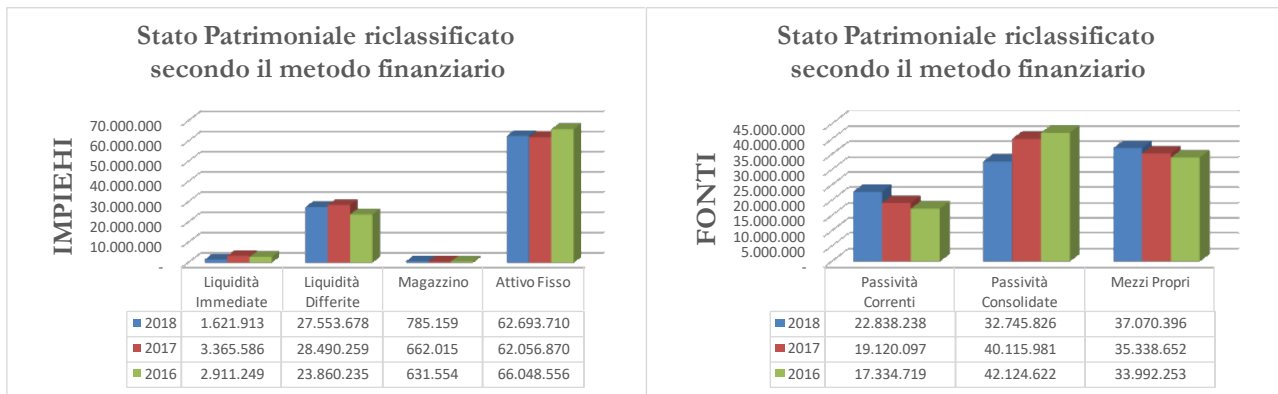 Stato Patrimoniale riclassificato
secondo il metodo finanziario
IMPIEHI
70.000.000
60.000.000
50.000.000
40.000.000
30.000.000
20.000.000
10.000.000
-
Liquidità Immediate Liquidità Differite Magazzino Attivo Fisso
2018 1.621.913 27.553.678 785.159 62.693.710
2017 3.365.586 28.490.259 662.015 62.056.870
2016 2.911.249 23.860.235 631.554 66.048.556
Stato Patrimoniale riclassificato
secondo il metodo finanziario
FONTI
45.000.000
40.000.000
35.000.000
30.000.000
25.000.000
20.000.000
15.000.000
10.000.000
5.000.000
-
Passività Correnti Passività Consolidate Mezzi Propri
2018 22.838.238 32.745.826 37.070.396
2017 19.120.097 40.115.981 35.338.652
2016 17.334.719 42.124.622 33.992.253